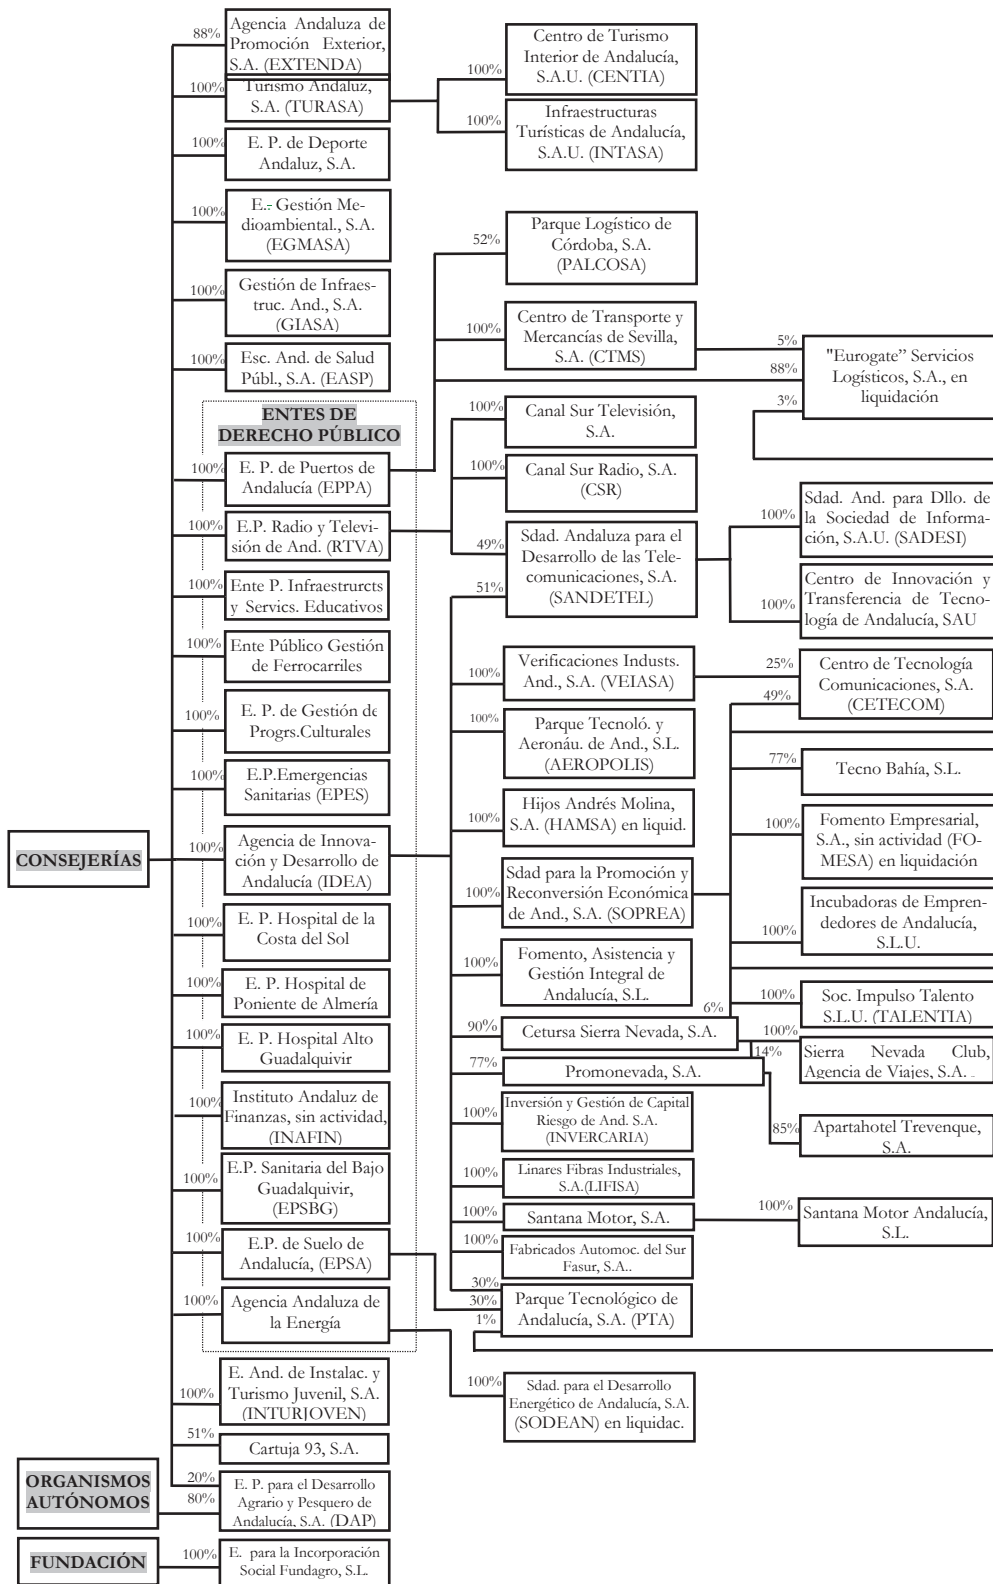 88%
Agencia Andaluza de
Promoción Exterior,
S.A. (EXTENDA)
100%
Turismo Andaluz,
S.A. (TURASA)
100%
Centro de Turismo
Interior de Andalucía,
S.A.U. (CENTIA)
100%
Infraestructuras
Turísticas de Andalucía,
S.A.U. (INTASA)
100%
E. P. de Deporte
Andaluz, S.A.
100%
E.- Gestión Me-
dioambiental., S.A.
(EGMASA)
52%
Parque Logístico de
Córdoba, S.A.
(PALCOSA)
100%
Gestión de Infraes-
truc. And., S.A.
(GIASA)
100%
Centro de Transporte y
Mercancías de Sevilla,
S.A. (CTMS)
5%
88%
3%
"Eurogate” Servicios
Logísticos, S.A., en
liquidación
100%
Esc. And. de Salud
Públ., S.A. (EASP)
ENTES DE
DERECHO PÚBLICO
100%
Canal Sur Televisión,
S.A.
100%
E. P. de Puertos de
Andalucía (EPPA)
100%
Canal Sur Radio, S.A.
(CSR)
100%
E.P. Radio y Televi-
sión de And. (RTVA)
49%
51%
Sdad. Andaluza para el
Desarrollo de las Tele-
comunicaciones, S.A.
(SANDETEL)
100%
Sdad. And. para Dllo. de
la Sociedad de Informa-
ción, S.A.U. (SADESI)
100%
Centro de Innovación y
Transferencia de Tecno-
logía de Andalucía, SAU
100%
Ente P. Infraestrurcts
y Servics. Educativos
100%
Ente Público Gestión
de Ferrocarriles
100%
Verificaciones Industs.
And., S.A. (VEIASA)
25%
49%
Centro de Tecnología
Comunicaciones, S.A.
(CETECOM)
100%
E. P. de Gestión de
Progrs.Culturales
100%
Parque Tecnoló. y
Aeronáu. de And., S.L.
(AEROPOLIS)
77%
Tecno Bahía, S.L.
100%
E.P.Emergencias
Sanitarias (EPES)
100%
Hijos Andrés Molina,
S.A. (HAMSA) en liquid.
100%
Fomento Empresarial,
S.A., sin actividad (FO-
MESA) en liquidación
CONSEJERÍAS
100%
Agencia de Innova-
ción y Desarrollo de
Andalucía (IDEA)
100%
Sdad para la Promoción y
Reconversión Económica
de And., S.A. (SOPREA)
100%
Incubadoras de Empren-
dedores de Andalucía,
S.L.U.
100%
E. P. Hospital de la
Costa del Sol
100%
Fomento, Asistencia y
Gestión Integral de
Andalucía, S.L.
100%
E. P. Hospital de
Poniente de Almería
6%
100%
Soc. Impulso Talento
S.L.U. (TALENTIA)
100%
E. P. Hospital Alto
Guadalquivir
90%
Cetursa Sierra Nevada, S.A.
100%
14%
Sierra Nevada Club,
Agencia de Viajes, S.A. .
77%
Promonevada, S.A.
100%
Instituto Andaluz de
Finanzas, sin actividad,
(INAFIN)
100%
Inversión y Gestión de Capital
Riesgo de And. S.A.
(INVERCARIA)
85%
Apartahotel Trevenque,
S.A.
100%
E.P. Sanitaria del Bajo
Guadalquivir,
(EPSBG)
100%
Linares Fibras Industriales,
S.A.(LIFISA)
100%
Santana Motor, S.A.
100%
Santana Motor Andalucía,
S.L.
100%
E.P. de Suelo de
Andalucía, (EPSA)
100%
Fabricados Automoc. del Sur
Fasur, S.A..
100%
Agencia Andaluza de
la Energía
30%
30%
1%
Parque Tecnológico de
Andalucía, S.A. (PTA)
100%
E. And. de Instalac. y
Turismo Juvenil, S.A.
(INTURJOVEN)
100%
Sdad. para el Desarrollo
Energético de Andalucía, S.A.
(SODEAN) en liquidac.
51%
Cartuja 93, S.A.
ORGANISMOS
AUTÓNOMOS
20%
80%
E. P. para el Desarrollo
Agrario y Pesquero de
Andalucía, S.A. (DAP)
FUNDACIÓN
100%
E. para la Incorporación
Social Fundagro, S.L.